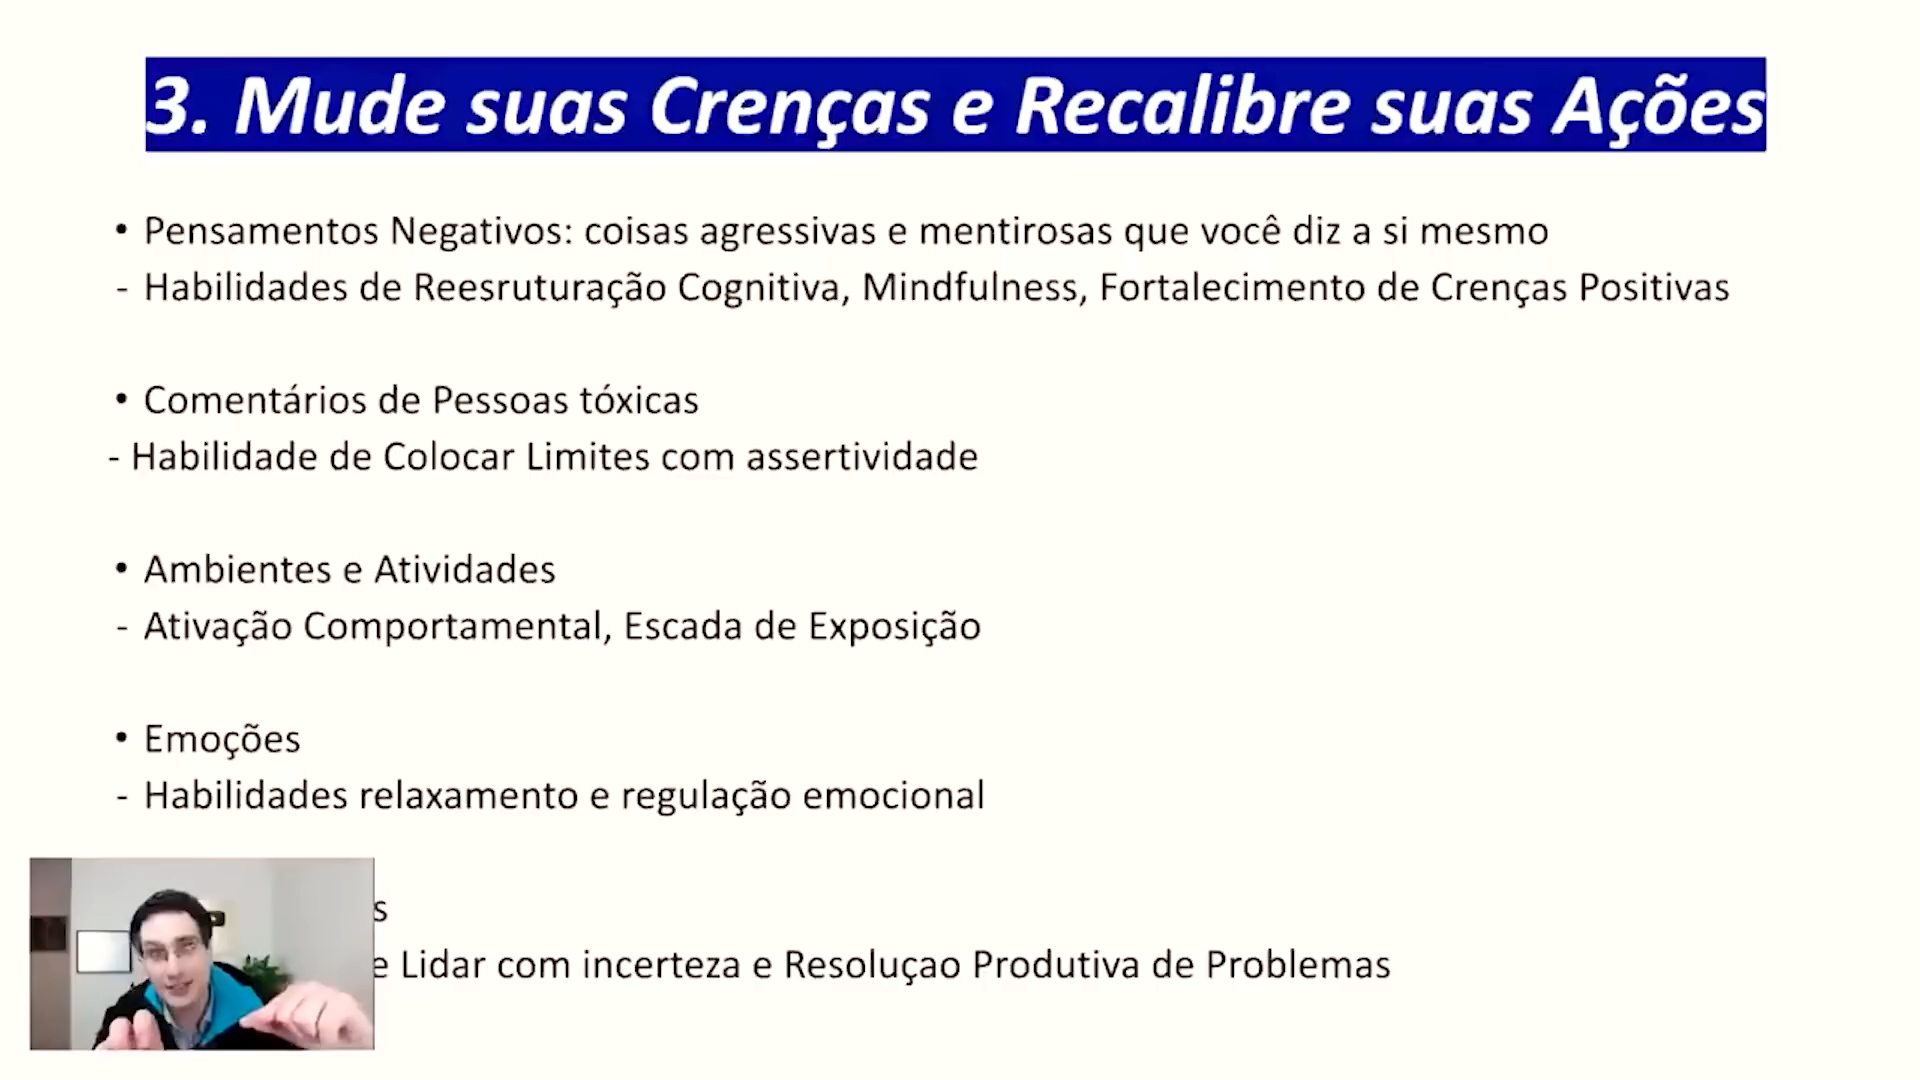 3. Mude suas Crenças e Recalibre suas Ações
• Pensamentos Negativos: coisas agressivas e mentirosas que você diz a si mesmo
- Habilidades de Reesruturação Cognitiva, Mindfulness, Fortalecimento de Crenças Positivas
• Comentários de Pessoas tóxicas
- Habilidade de Colocar Limites com assertividade
• Ambientes e Atividades
- Ativação Comportamental, Escada de Exposição
• Emoções
- Habilidades relaxamento e regulação emocional
Lidar com incerteza e Resoluçao Produtiva de Problemas